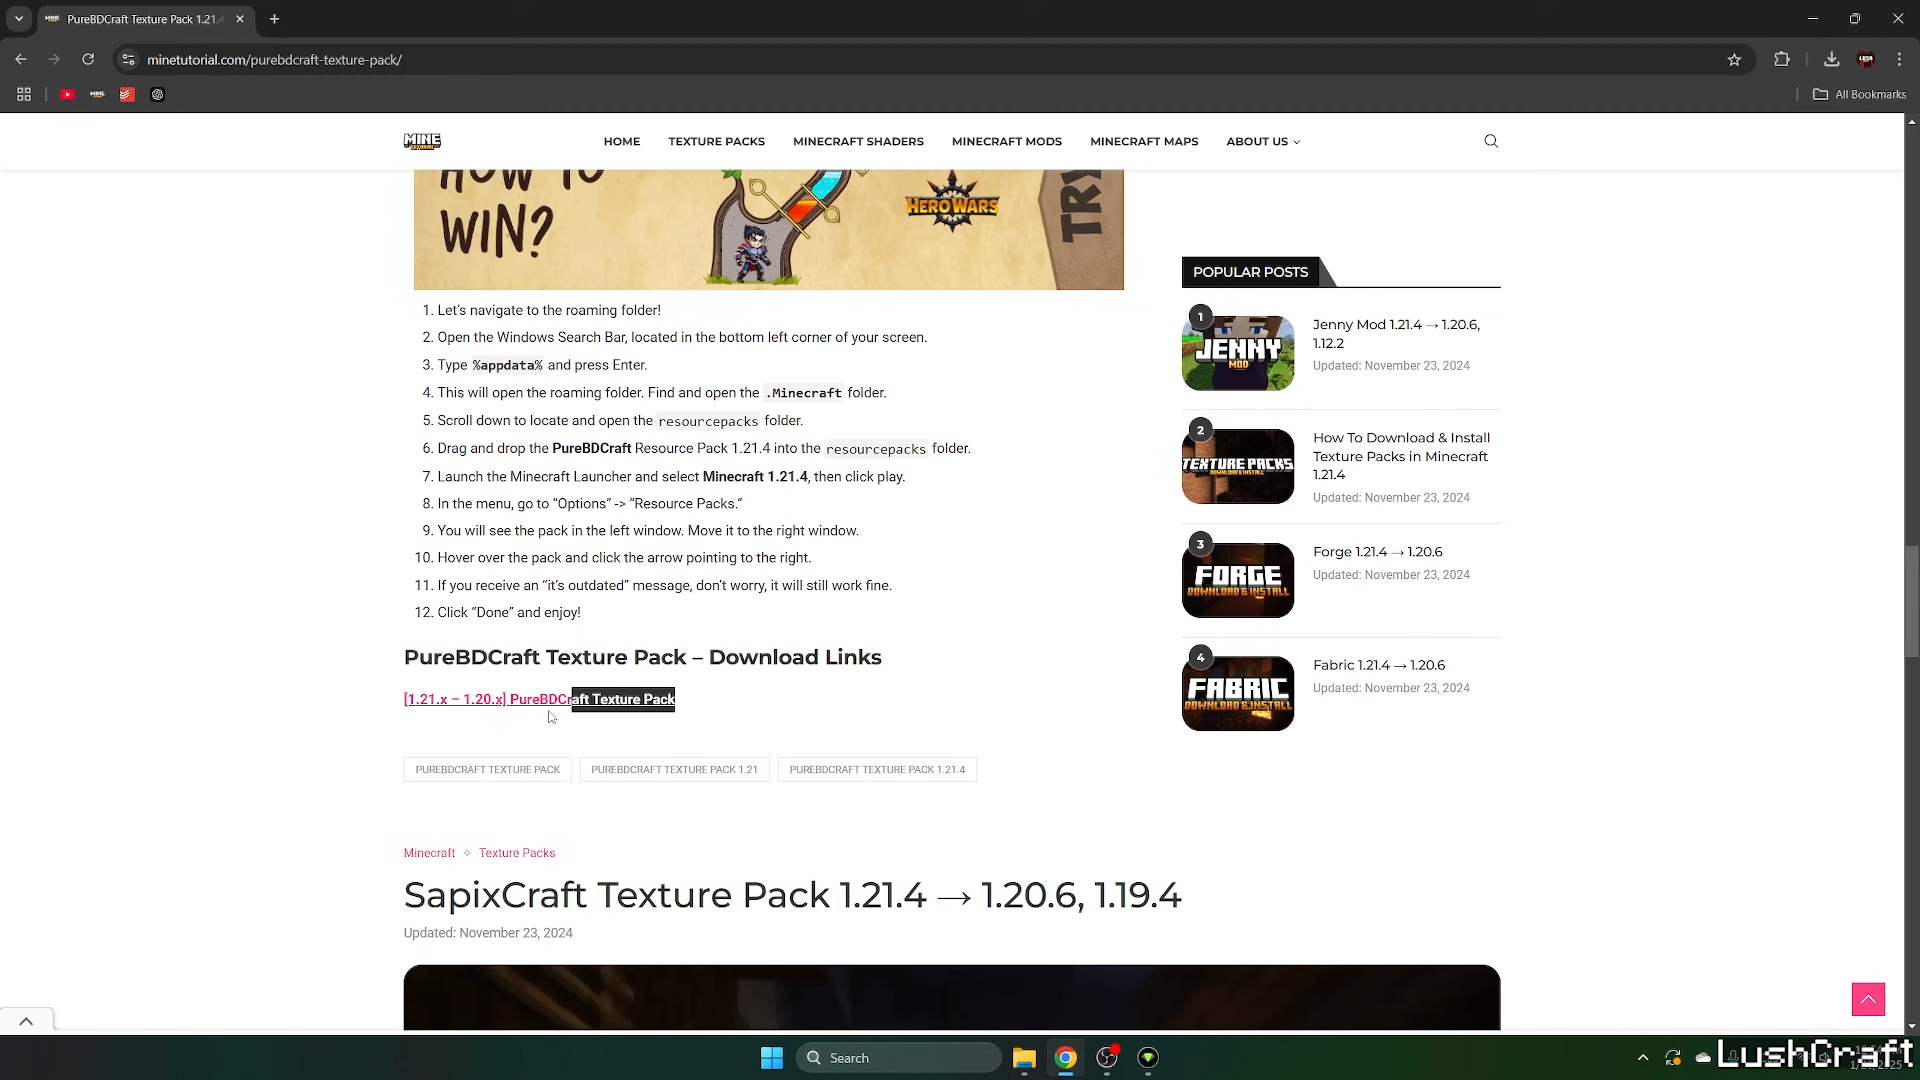 PureBDCraft Texture Pack 1.21.4
minetutorial.com/purebdcraft-texture-pack/
All Bookmarks
MINE
HOME
TEXTURE PACKS
MINECRAFT SHADERS
MINECRAFT MODS
MINECRAFT MAPS
ABOUT US
HOW TO
WIN?
HERO WARS
TRY
1. Let's navigate to the roaming folder!
2. Open the Windows Search Bar, located in the bottom left corner of your screen.
3. Type %appdata% and press Enter.
4. This will open the roaming folder. Find and open the .Minecraft folder.
5. Scroll down to locate and open the resourcepacks folder.
6. Drag and drop the PureBDCraft Resource Pack 1.21.4 into the resourcepacks folder.
7. Launch the Minecraft Launcher and select Minecraft 1.21.4, then click play.
8. In the menu, go to “Options” -> “Resource Packs.”
9. You will see the pack in the left window. Move it to the right window.
10. Hover over the pack and click the arrow pointing to the right.
11. If you receive an “it's outdated” message, don't worry, it will still work fine.
12. Click “Done” and enjoy!
PureBDCraft Texture Pack – Download Links
[1.21.x – 1.20.x] PureBDCraft Texture Pack
PUREBDCRAFT TEXTURE PACK
PUREBDCRAFT TEXTURE PACK 1.21
PUREBDCRAFT TEXTURE PACK 1.21.4
Minecraft ◇ Texture Packs
SapixCraft Texture Pack 1.21.4 → 1.20.6, 1.19.4
Updated: November 23, 2024
POPULAR POSTS
1
JENNY
MOD
Jenny Mod 1.21.4 → 1.20.6,
1.12.2
Updated: November 23, 2024
2
TEXTURE PACKS
DOWNLOAD & INSTALL
How To Download & Install
Texture Packs in Minecraft
1.21.4
Updated: November 23, 2024
3
FORGE
DOWNLOAD & INSTALL
Forge 1.21.4 → 1.20.6
Updated: November 23, 2024
4
FABRIC
DOWNLOAD & INSTALL
Fabric 1.21.4 → 1.20.6
Updated: November 23, 2024
Search
LushCraft